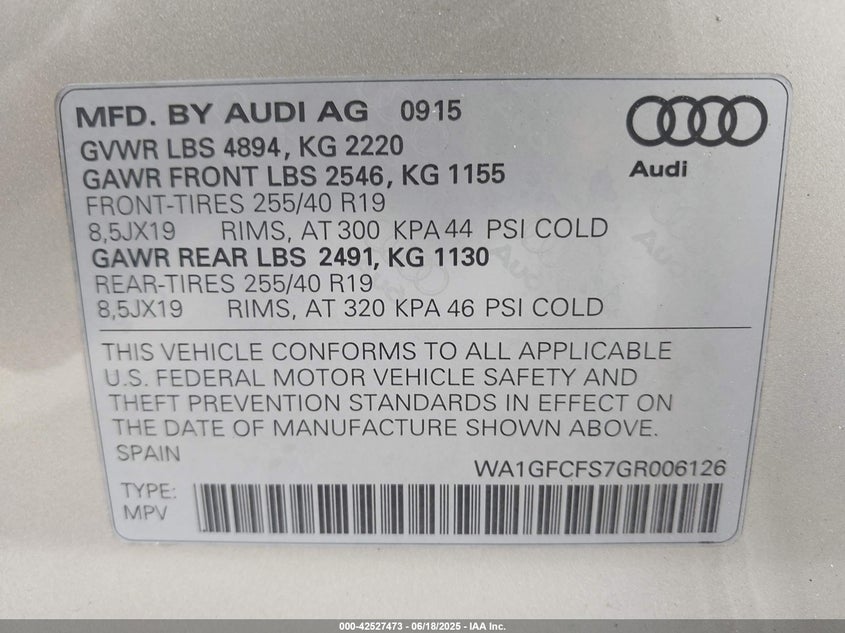 MFD. BY AUDI AG 0915
GVWR LBS 4894, KG 2220
GAWR FRONT LBS 2546, KG 1155
FRONT-TIRES 255/40 R19
8,5JX19 RIMS, AT 300 KPA 44 PSI COLD
GAWR REAR LBS 2491, KG 1130
REAR-TIRES 255/40 R19
8,5JX19 RIMS, AT 320 KPA 46 PSI COLD
Audi
THIS VEHICLE CONFORMS TO ALL APPLICABLE
U.S. FEDERAL MOTOR VEHICLE SAFETY AND
THEFT PREVENTION STANDARDS IN EFFECT ON
THE DATE OF MANUFACTURE SHOWN ABOVE.
SPAIN
WA1GFCFS7GR006126
TYPE:
MPV
000-42527473 - 06/18/2025 - IAA Inc.